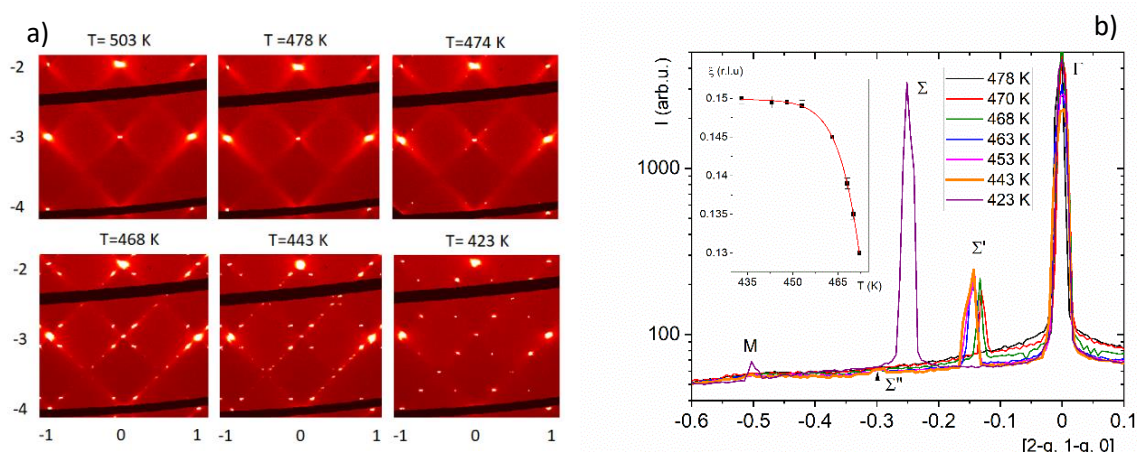 a)
T= 503 K
T =478 K
T=474 K
-2
-3
-4
T=468 K
T=443 K
T= 423 K
-2
-3
-4
-1 0 1
-1 0 1
-1 0 1
b)
I (arb.u.)
1000
100
ξ (r.l.u)
0.15
0.145
0.14
0.135
0.13
435 450 465 T (K)
Σ
Σ'
Σ''
M
Γ
478 K
470 K
468 K
463 K
453 K
443 K
423 K
-0.6 -0.5 -0.4 -0.3 -0.2 -0.1 0 0.1
[2-q, 1-q, 0]